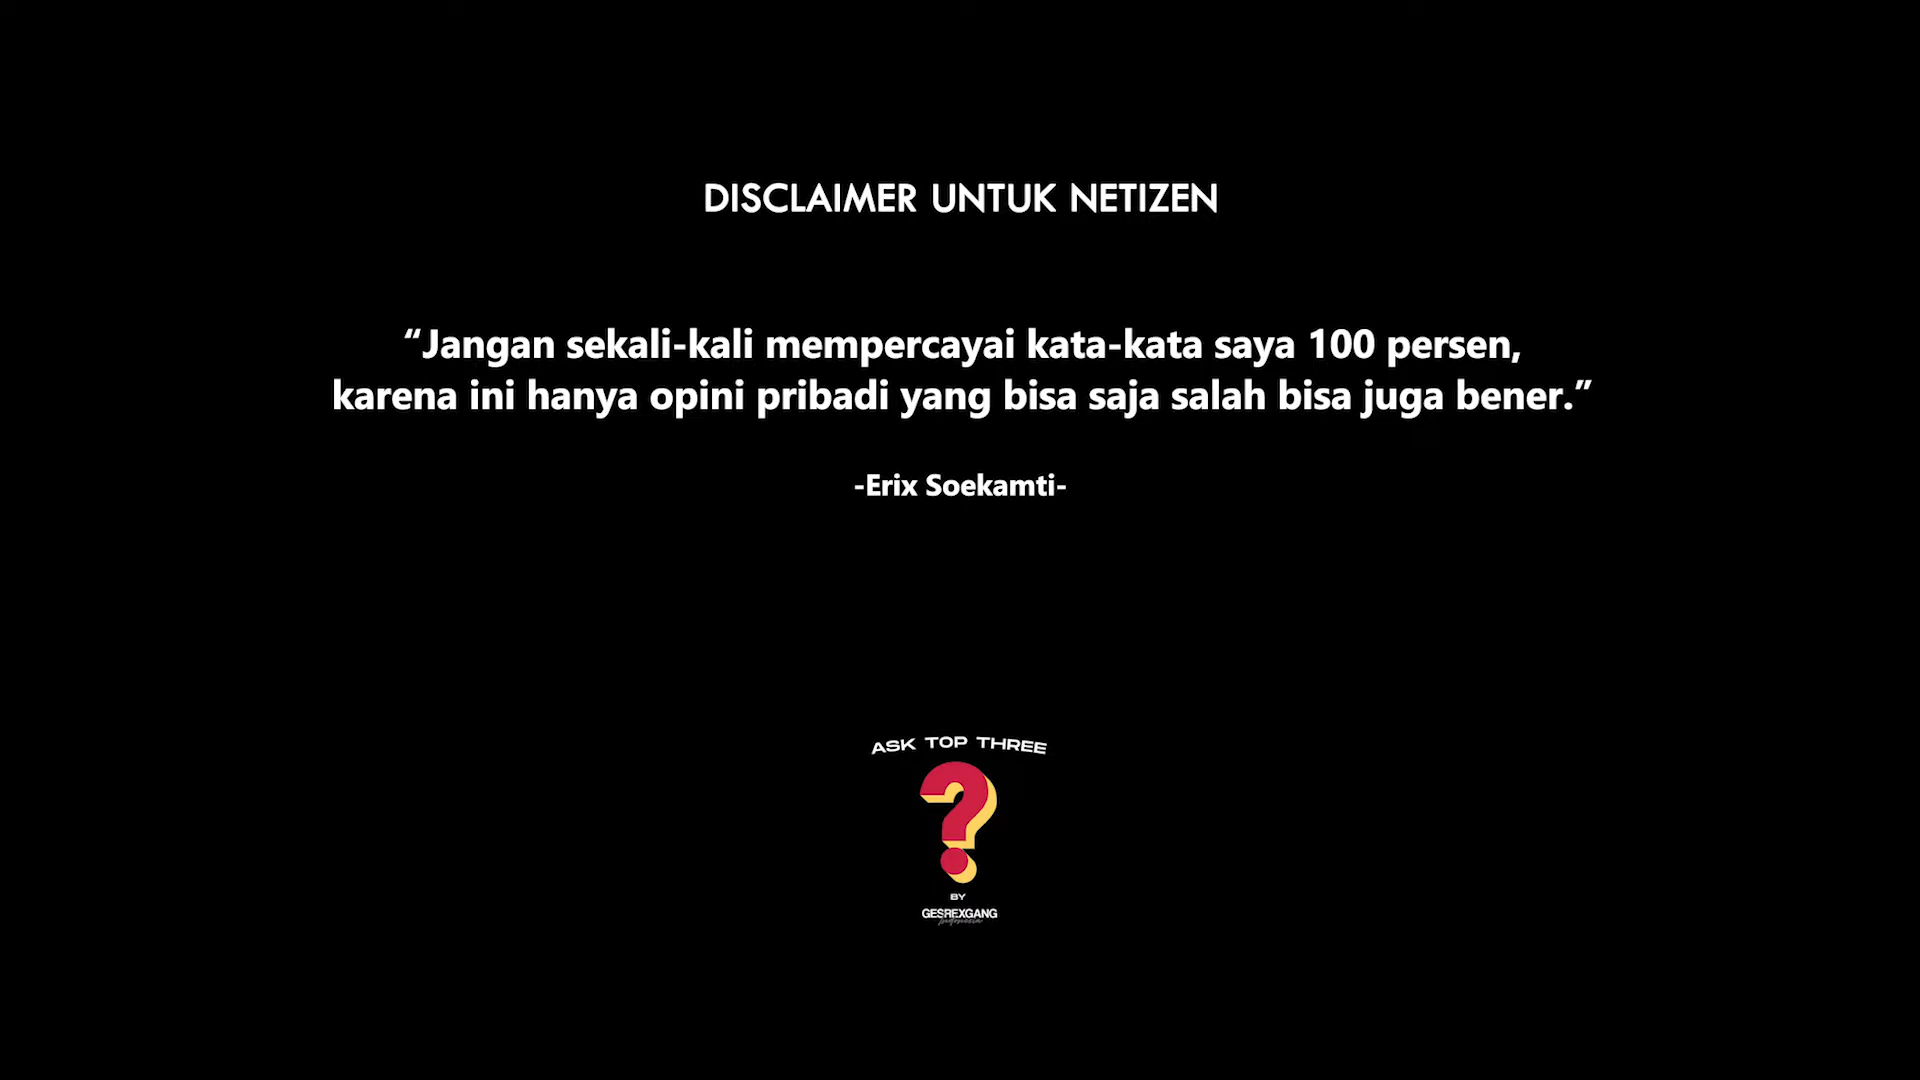 DISCLAIMER UNTUK NETIZEN
“Jangan sekali-kali mempercayai kata-kata saya 100 persen,
karena ini hanya opini pribadi yang bisa saja salah bisa juga bener.”
-Erix Soekamti-
ASK TOP THREE
?
BY
GESREXGANG
Indonesia